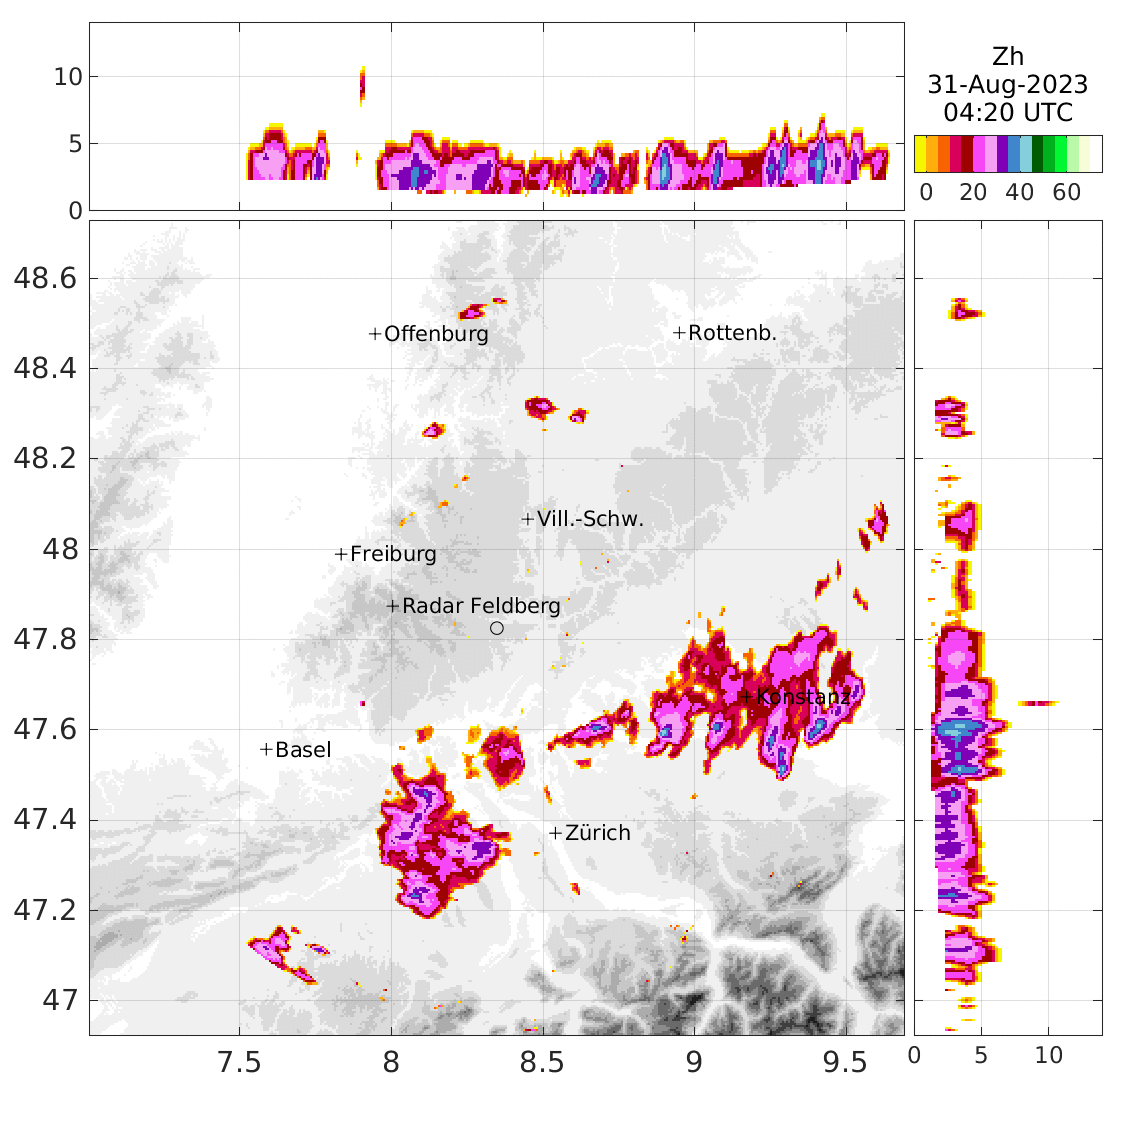 10
5
0
Zh
31-Aug-2023
04:20 UTC
0 20 40 60
48.6
48.4
48.2
48
47.8
47.6
47.4
47.2
47
+Offenburg
+Rottenb.
+Vill.-Schw.
+Freiburg
+Radar Feldberg
+Konstanz
+Basel
+Zürich
7.5 8 8.5 9 9.5
0 5 10